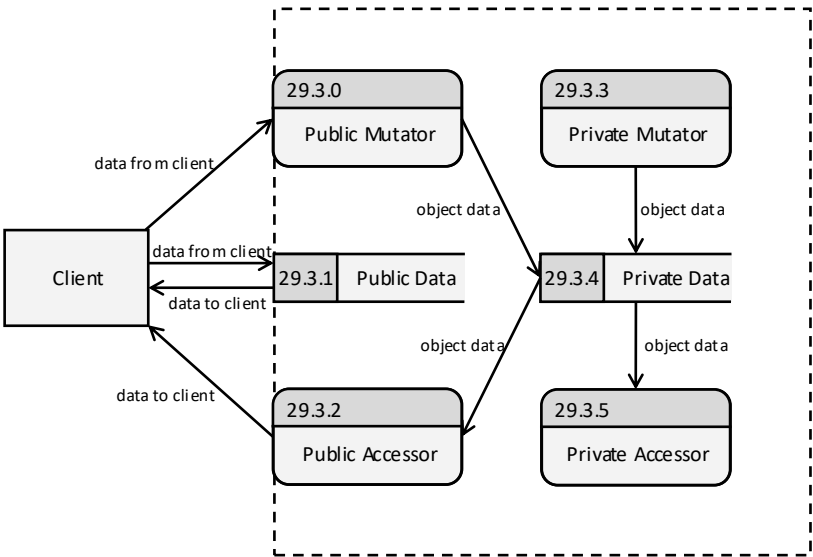 29.3.0
Public Mutator
29.3.3
Private Mutator
data from client
object data
object data
Client
data from client
data to client
29.3.1
Public Data
29.3.4
Private Data
object data
object data
data to client
29.3.2
Public Accessor
29.3.5
Private Accessor